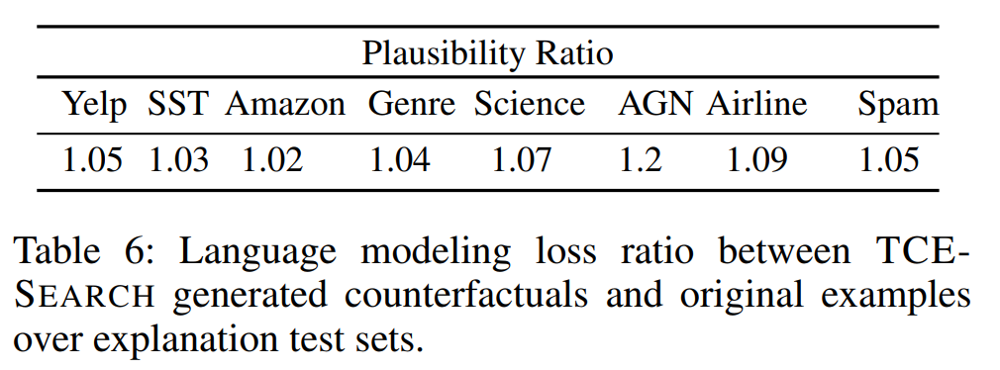 Plausibility Ratio
Yelp SST Amazon Genre Science AGN Airline Spam
1.05 1.03 1.02 1.04 1.07 1.2 1.09 1.05
Table 6: Language modeling loss ratio between TCE-
SEARCH generated counterfactuals and original examples
over explanation test sets.